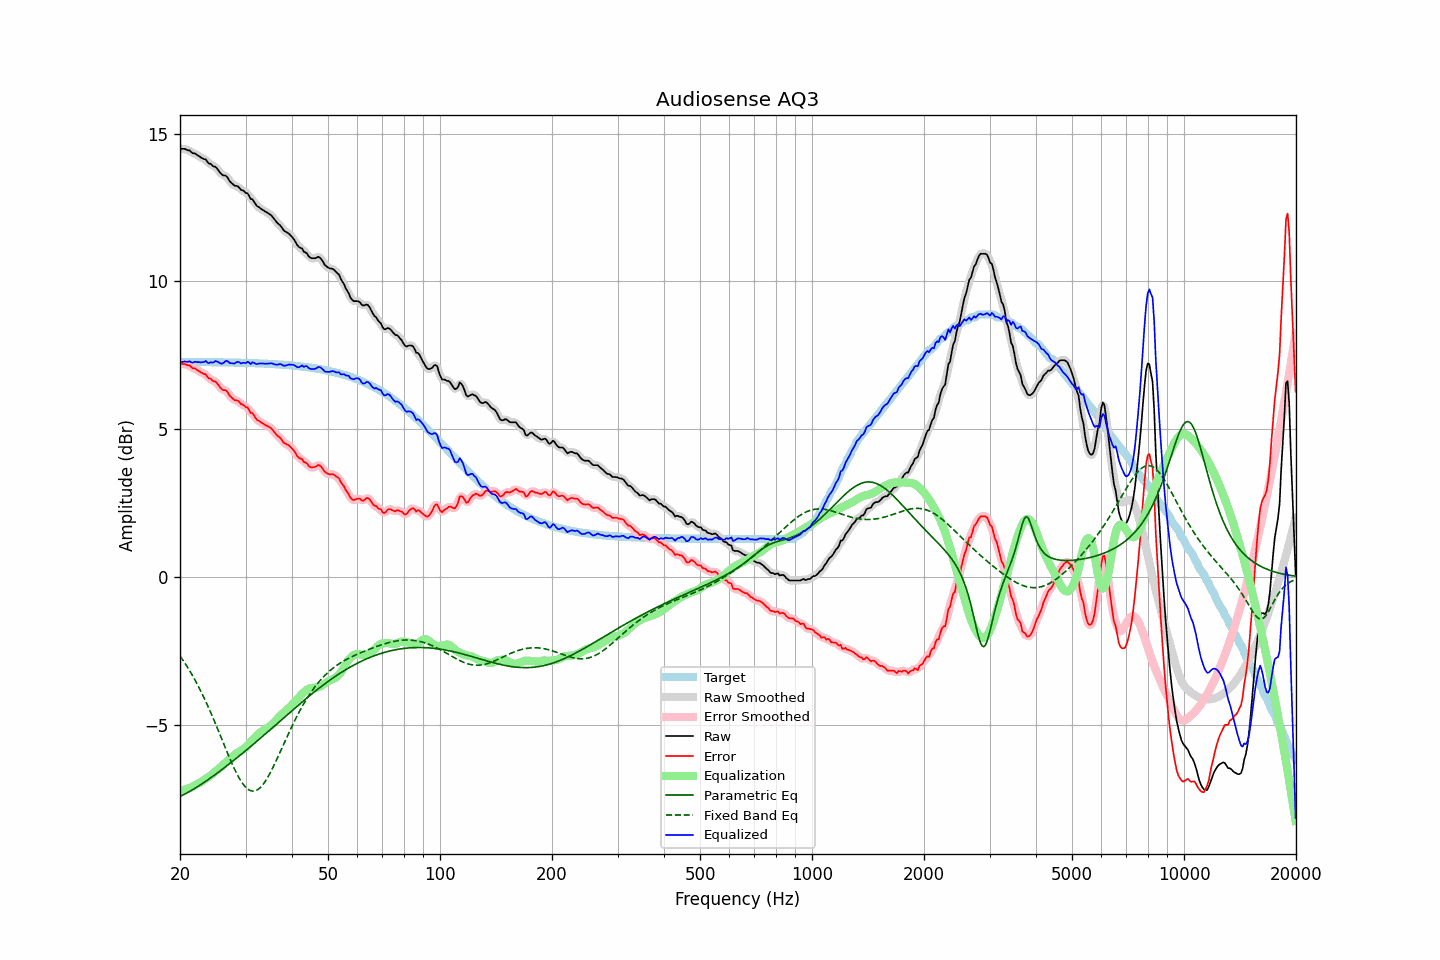 Audiosense AQ3
15
10
5
0
−5
Amplitude (dBr)
Target
Raw Smoothed
Error Smoothed
Raw
Error
Equalization
Parametric Eq
Fixed Band Eq
Equalized
20
50
100
200
500
1000
2000
5000
10000
20000
Frequency (Hz)